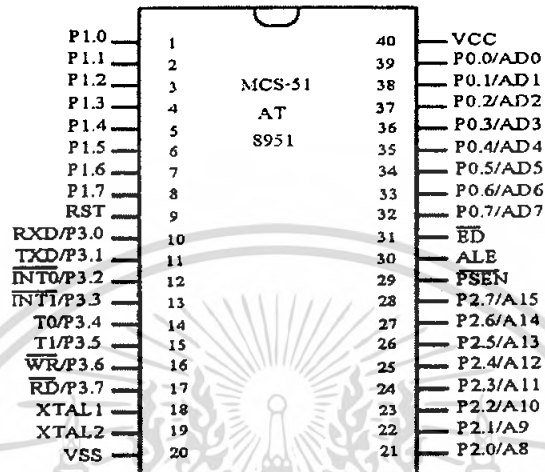 P1.0 1 40 VCC
P1.1 2 39 P0.0/AD0
P1.2 3 MCS-51 38 P0.1/AD1
P1.3 4 AT 37 P0.2/AD2
P1.4 5 8951 36 P0.3/AD3
P1.5 6 35 P0.4/AD4
P1.6 7 34 P0.5/AD5
P1.7 8 33 P0.6/AD6
RST 9 32 P0.7/AD7
RXD/P3.0 10 31 E̅D̅
TXD/P3.1 11 30 ALE
I̅N̅T̅0̅/P3.2 12 29 P̅S̅E̅N̅
I̅N̅T̅1̅/P3.3 13 28 P2.7/A15
T0/P3.4 14 27 P2.6/A14
T1/P3.5 15 26 P2.5/A13
W̅R̅/P3.6 16 25 P2.4/A12
R̅D̅/P3.7 17 24 P2.3/A11
XTAL1 18 23 P2.2/A10
XTAL2 19 22 P2.1/A9
VSS 20 21 P2.0/A8